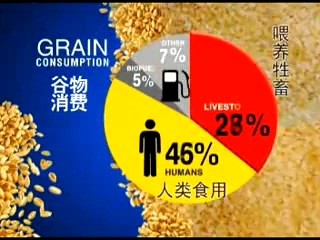 GRAIN
CONSUMPTION
谷物
消费
OTHER
7%
BIOFUEL
5%
喂养牲畜
LIVESTO
46%
HUMANS
人类食用